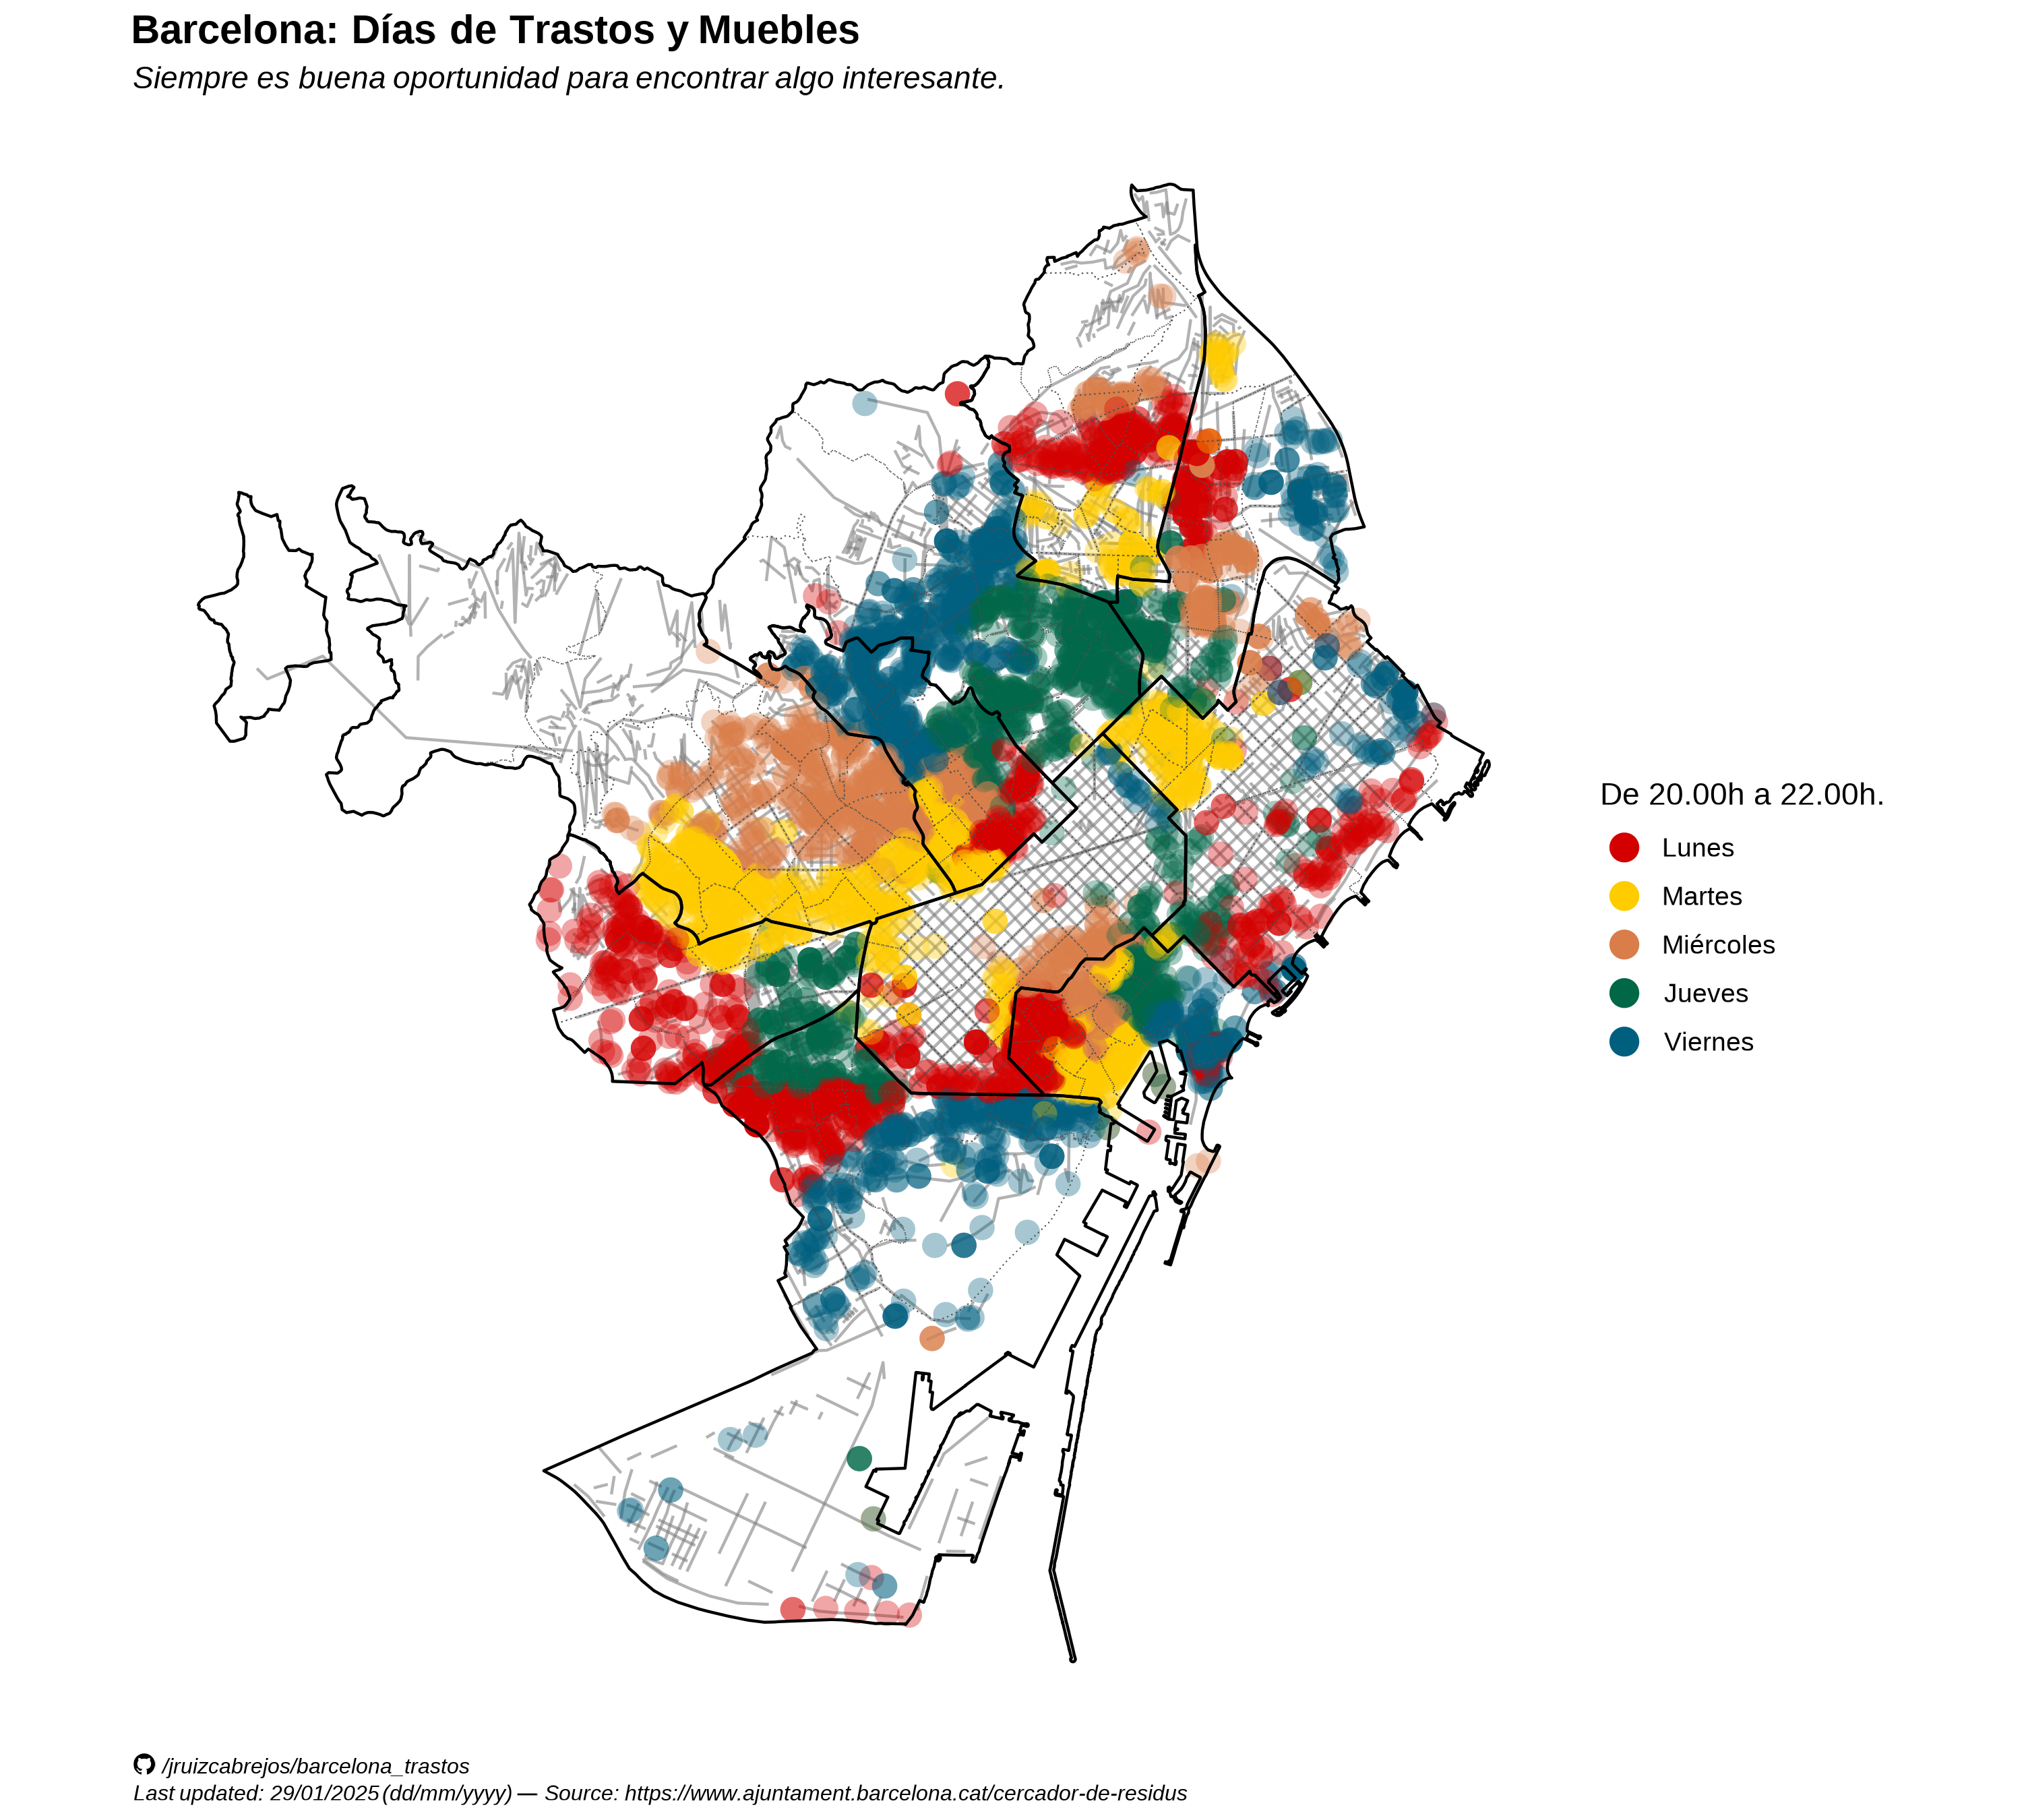 Barcelona: Días de Trastos y Muebles
Siempre es buena oportunidad para encontrar algo interesante.
De 20.00h a 22.00h.
Lunes
Martes
Miércoles
Jueves
Viernes
/jruizcabrejos/barcelona_trastos
Last updated: 29/01/2025 (dd/mm/yyyy) — Source: https://www.ajuntament.barcelona.cat/cercador-de-residus